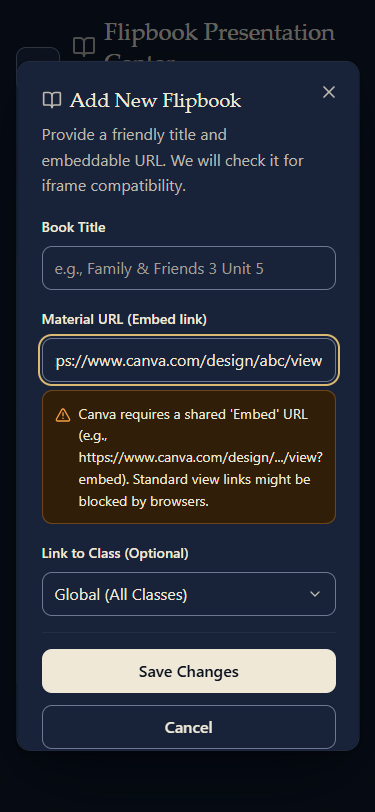 Flipbook Presentation
Center
Add New Flipbook
Provide a friendly title and
embeddable URL. We will check it for
iframe compatibility.
Book Title
e.g., Family & Friends 3 Unit 5
Material URL (Embed link)
ps://www.canva.com/design/abc/view
Canva requires a shared 'Embed' URL
(e.g.,
https://www.canva.com/design/.../view?
embed). Standard view links might be
blocked by browsers.
Link to Class (Optional)
Global (All Classes)
Save Changes
Cancel